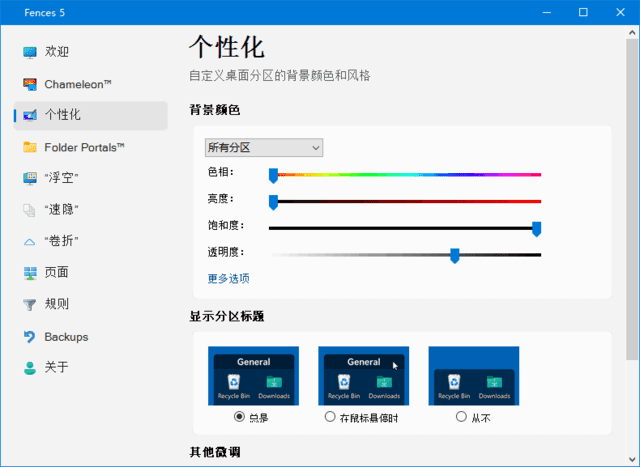 Fences 5
欢迎
Chameleon™
个性化
Folder Portals™
“浮空”
“速隐”
“卷折”
页面
规则
Backups
关于
个性化
自定义桌面分区的背景颜色和风格
背景颜色
所有分区
色相：
亮度：
饱和度：
透明度：
更多选项
显示分区标题
General
Recycle Bin Downloads
General
Recycle Bin Downloads
Recycle Bin Downloads
总是 在鼠标悬停时 从不
其他微调